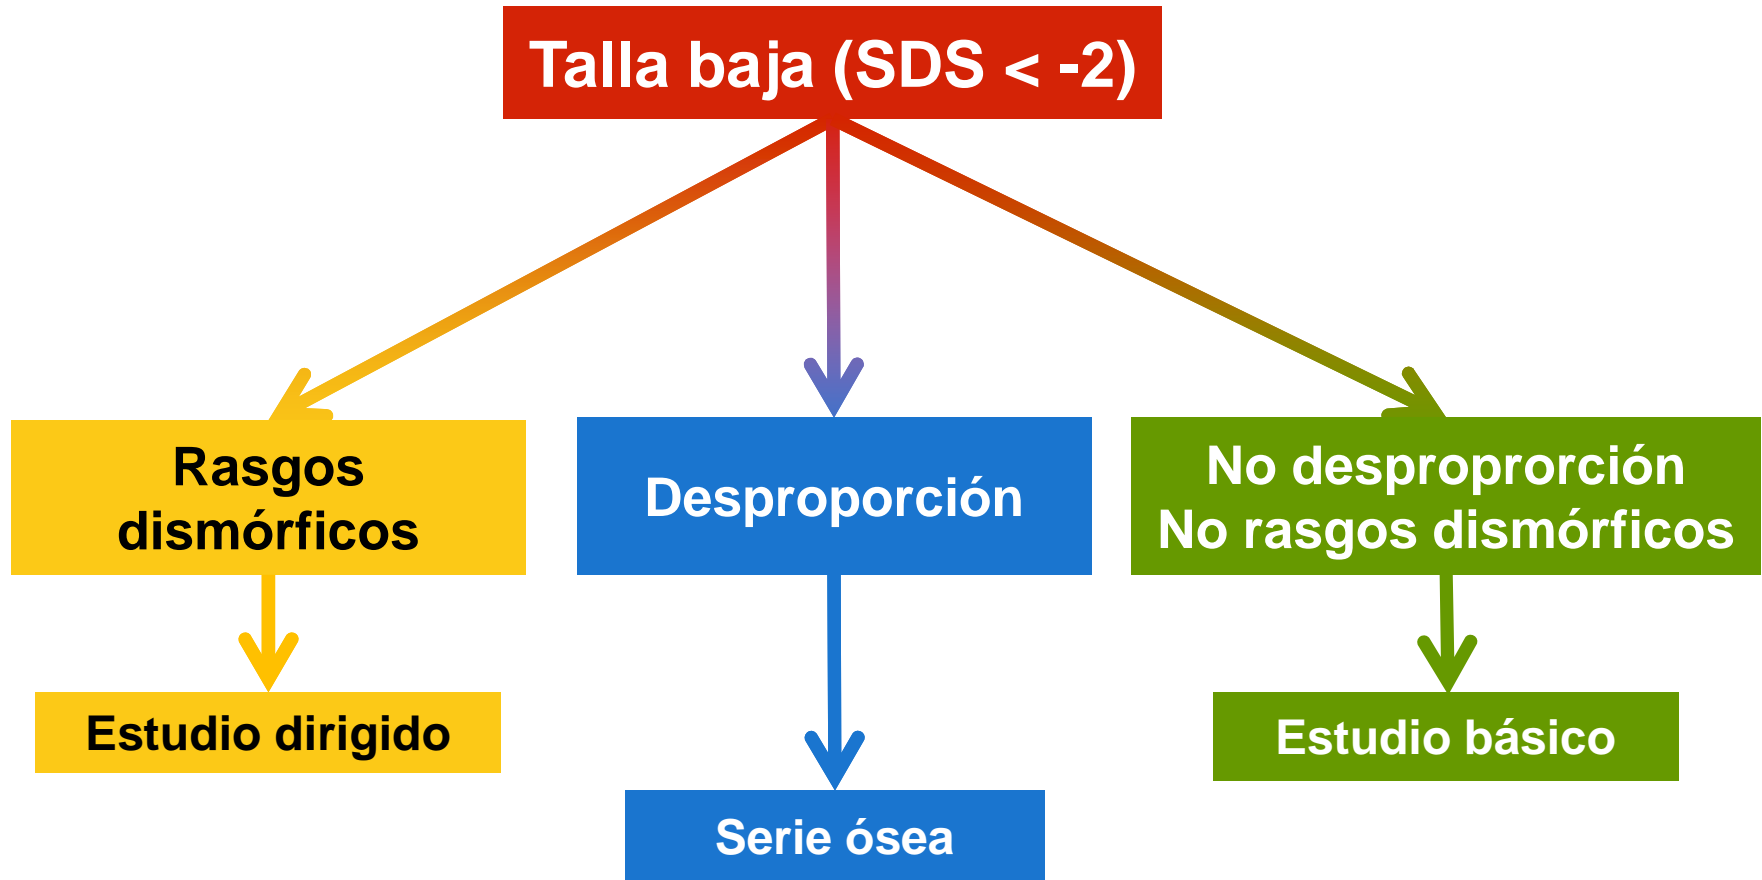 Talla baja (SDS < -2)
Rasgos
dismórficos
Desproporción
No desproprorción
No rasgos dismórficos
Estudio dirigido
Estudio básico
Serie ósea